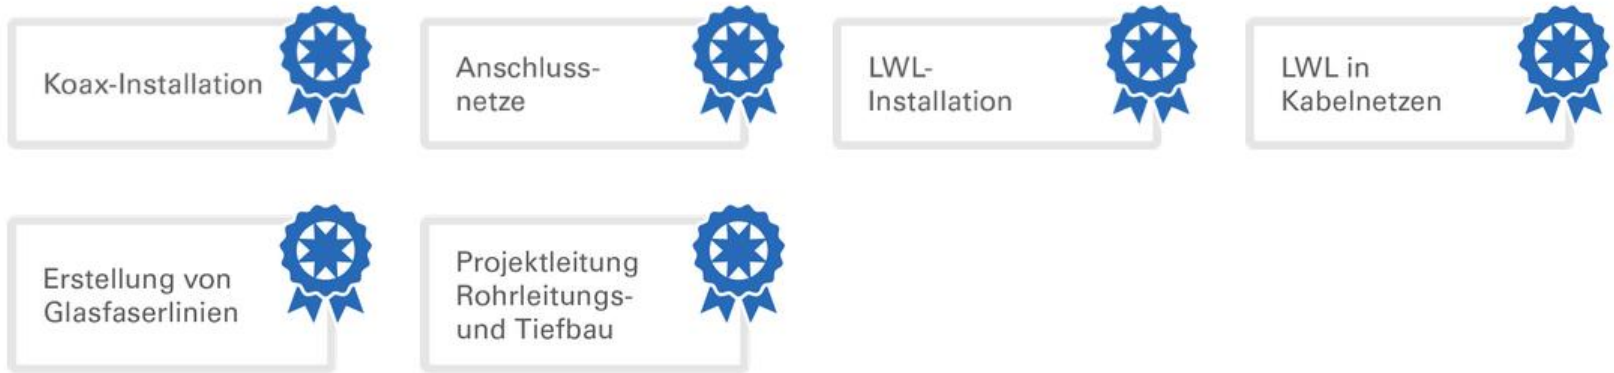 Koax-Installation
Anschluss-
netze
LWL-
Installation
LWL in
Kabelnetzen
Erstellung von
Glasfaserlinien
Projektleitung
Rohrleitungs-
und Tiefbau